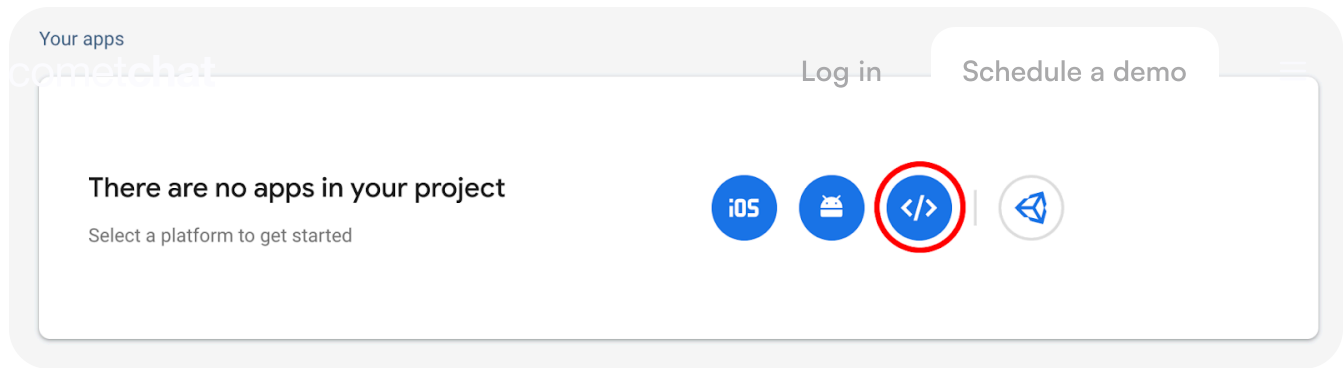 Your apps
cometchat
Log in
Schedule a demo
There are no apps in your project
Select a platform to get started
iOS